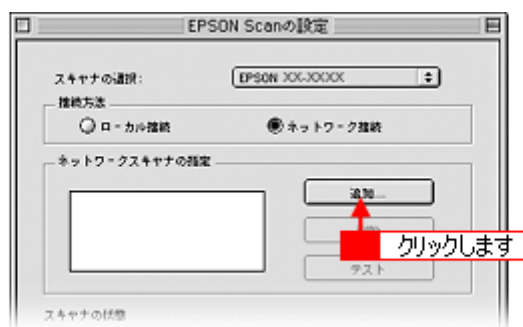 EPSON Scanの設定
スキャナの選択:
EPSON XX-XXXX
接続方法
ローカル接続
ネットワーク接続
ネットワークスキャナの指定
追加...
クリックします
テスト
スキャナの状態